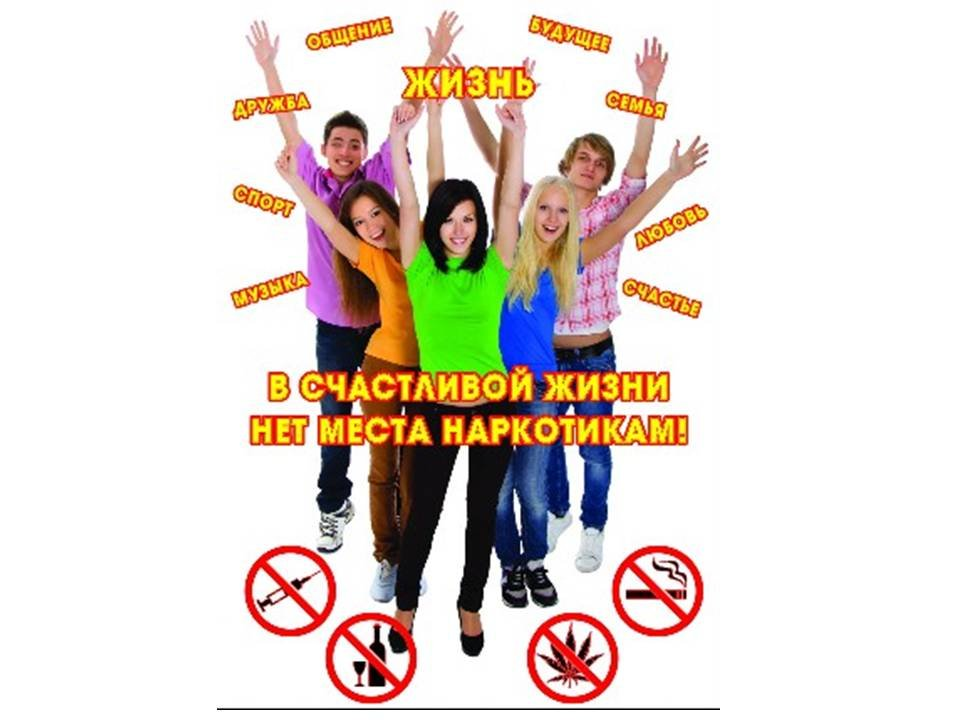 ОБЩЕНИЕ
БУДУЩЕЕ
ЖИЗНЬ
ДРУЖБА
СЕМЬЯ
СПОРТ
ЛЮБОВЬ
МУЗЫКА
СЧАСТЬЕ
В СЧАСТЛИВОЙ ЖИЗНИ
НЕТ МЕСТА НАРКОТИКАМ!